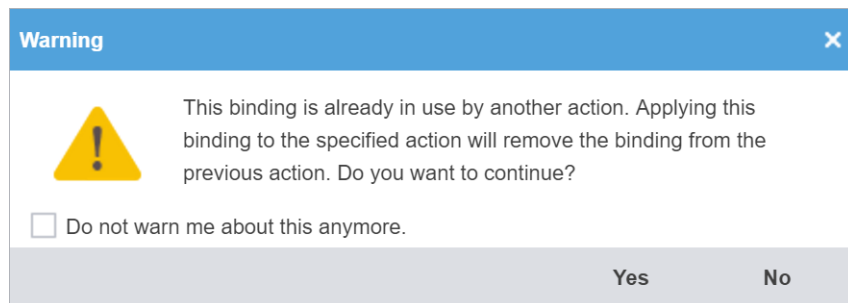 Warning
This binding is already in use by another action. Applying this
binding to the specified action will remove the binding from the
previous action. Do you want to continue?
Do not warn me about this anymore.
Yes No